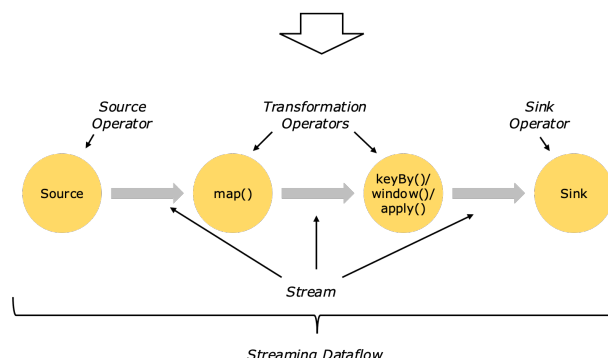 Source
Operator
Transformation
Operators
Sink
Operator
Source
map()
keyBy()/
window()/
apply()
Sink
Stream
Streaming Dataflow